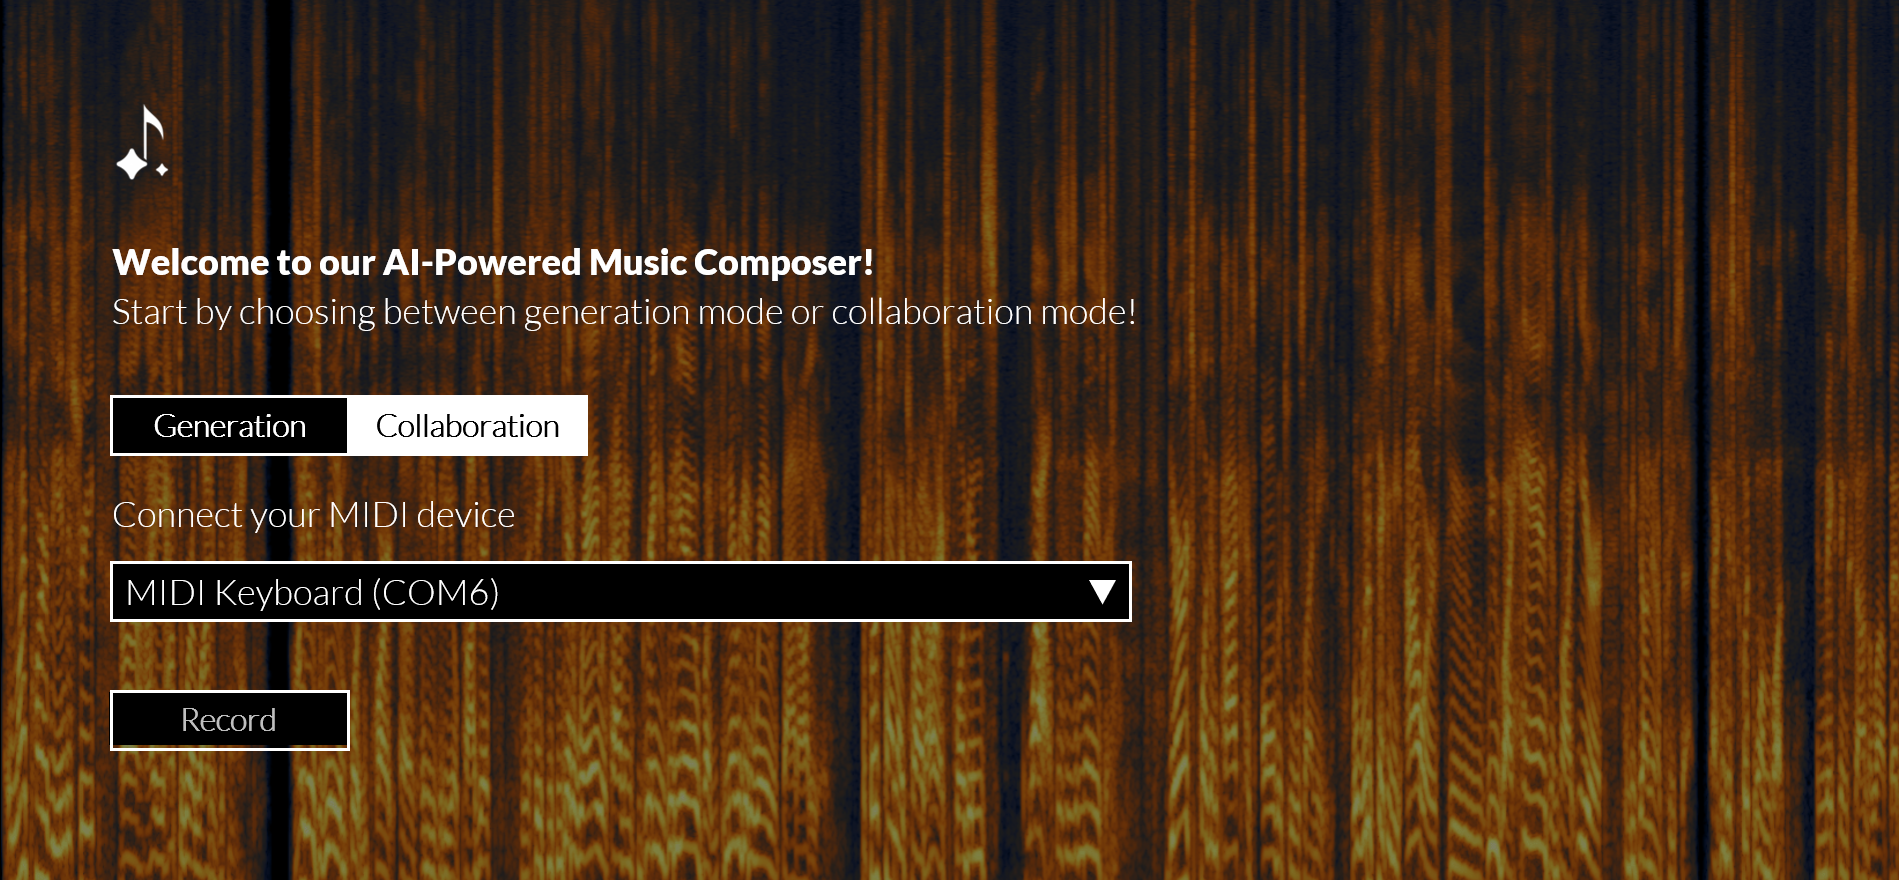 Welcome to our AI-Powered Music Composer!
Start by choosing between generation mode or collaboration mode!
Generation Collaboration
Connect your MIDI device
MIDI Keyboard (COM6)
Record